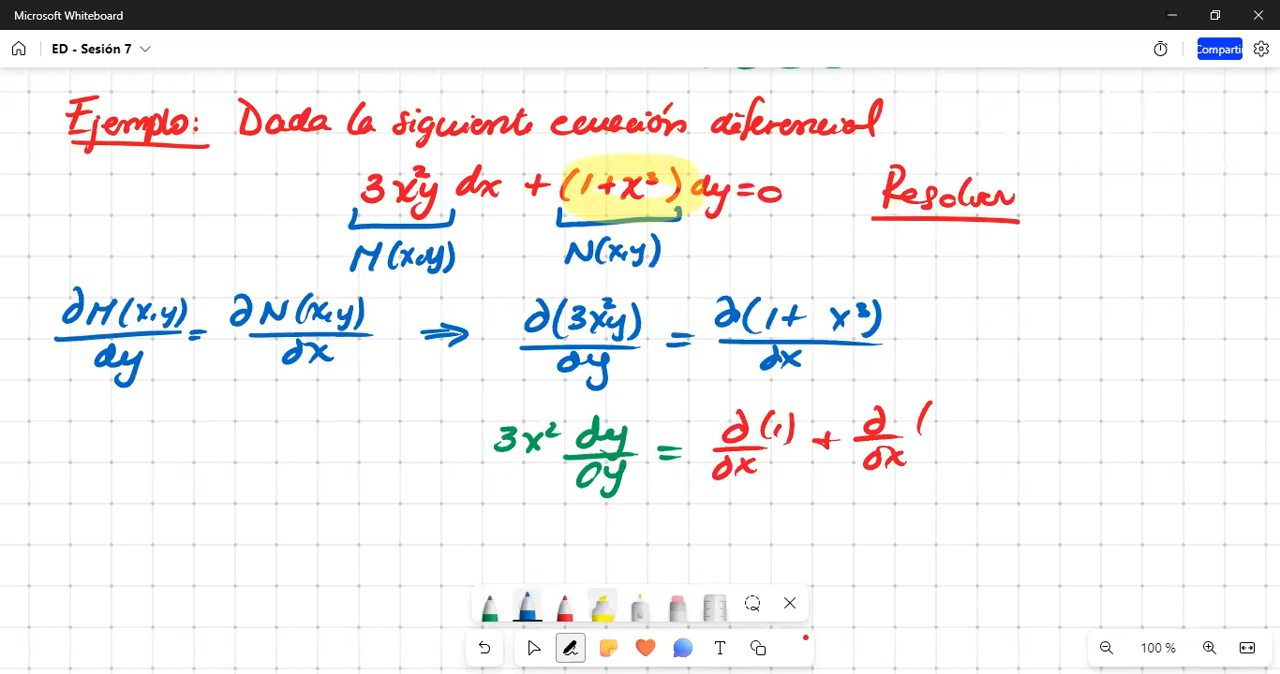 Microsoft Whiteboard
ED - Sesión 7
Compartir
Ejemplo: Dada la siguiente ecuación diferencial
3x²y dx + (1+x³) dy = 0 Resolver
M(x,y) N(x,y)
∂M(x,y)/dy = ∂N(x,y)/∂x ⇒ ∂(3x²y)/∂y = ∂(1+ x³)/∂x
3x² dy/∂y = ∂/∂x (1) + ∂/∂x (
T
100 %